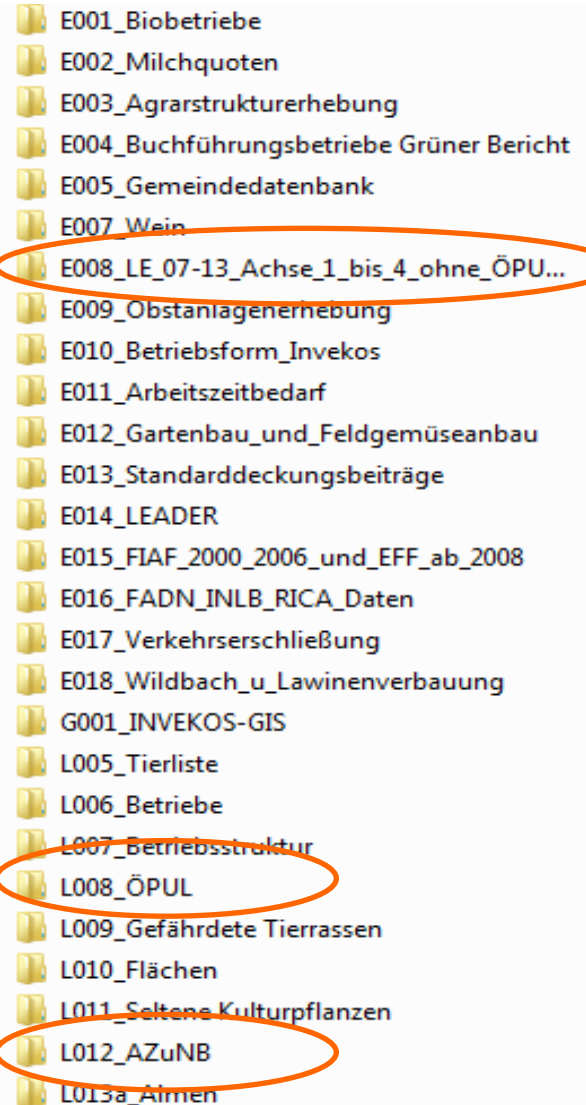 E001_Biobetriebe
E002_Milchquoten
E003_Agrarstrukturerhebung
E004_Buchführungsbetriebe Grüner Bericht
E005_Gemeindedatenbank
E007_Wein
E008_LE_07-13_Achse_1_bis_4_ohne_ÖPU...
E009_Obstanlagenerhebung
E010_Betriebsform_Invekos
E011_Arbeitszeitbedarf
E012_Gartenbau_und_Feldgemüseanbau
E013_Standarddeckungsbeiträge
E014_LEADER
E015_FIAF_2000_2006_und_EFF_ab_2008
E016_FADN_INLB_RICA_Daten
E017_Verkehrserschließung
E018_Wildbach_u_Lawinenverbauung
G001_INVEKOS-GIS
L005_Tierliste
L006_Betriebe
L007_Betriebsstruktur
L008_ÖPUL
L009_Gefährdete Tierrassen
L010_Flächen
L011_Seltene Kulturpflanzen
L012_AZuNB
L013a_Almen